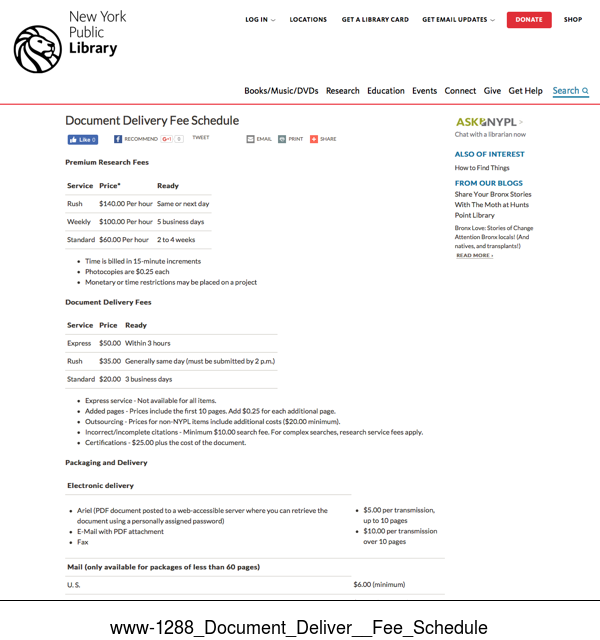 New York
Public
Library
LOG IN
LOCATIONS
GET A LIBRARY CARD
GET EMAIL UPDATES
DONATE
SHOP
Books/Music/DVDs Research Education Events Connect Give Get Help Search
Document Delivery Fee Schedule
Like 0
RECOMMEND
G+1 0
TWEET
EMAIL
PRINT
SHARE
Premium Research Fees
Service Price* Ready
Rush $140.00 Per hour Same or next day
Weekly $100.00 Per hour 5 business days
Standard $60.00 Per hour 2 to 4 weeks
• Time is billed in 15-minute increments
• Photocopies are $0.25 each
• Monetary or time restrictions may be placed on a project
Document Delivery Fees
Service Price Ready
Express $50.00 Within 3 hours
Rush $35.00 Generally same day (must be submitted by 2 p.m.)
Standard $20.00 3 business days
• Express service - Not available for all items.
• Added pages - Prices include the first 10 pages. Add $0.25 for each additional page.
• Outsourcing - Prices for non-NYPL items include additional costs ($20.00 minimum).
• Incorrect/incomplete citations - Minimum $10.00 search fee. For complex searches, research service fees apply.
• Certifications - $25.00 plus the cost of the document.
Packaging and Delivery
Electronic delivery
• Ariel (PDF document posted to a web-accessible server where you can retrieve the
document using a personally assigned password)
• E-Mail with PDF attachment
• Fax
• $5.00 per transmission,
up to 10 pages
• $10.00 per transmission
over 10 pages
Mail (only available for packages of less than 60 pages)
U. S. $6.00 (minimum)
ASK NYPL >
Chat with a librarian now
ALSO OF INTEREST
How to Find Things
FROM OUR BLOGS
Share Your Bronx Stories
With The Moth at Hunts
Point Library
Bronx Love: Stories of Change
Attention Bronx locals! (And
natives, and transplants!)
READ MORE ›
www-1288_Document_Deliver__Fee_Schedule